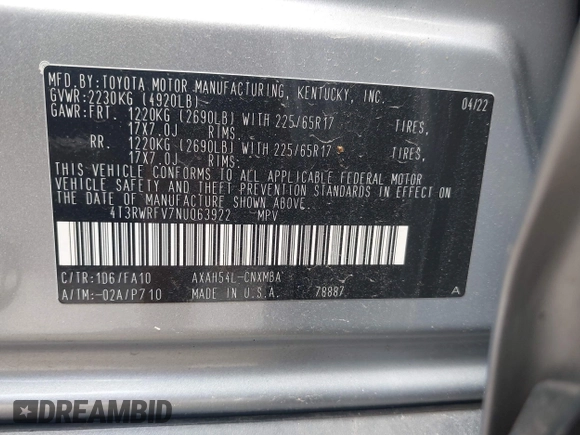 MFD.BY:TOYOTA MOTOR MANUFACTURING, KENTUCKY, INC.
GVWR:2230KG (4920LB) 04/22
GAWR:FRT. 1220KG (2690LB) WITH 225/65R17 TIRES,
17X7.0J RIMS:
RR. 1220KG (2690LB) WITH 225/65R17 TIRES,
17X7.0J RIMS:
THIS VEHICLE CONFORMS TO ALL APPLICABLE FEDERAL MOTOR
VEHICLE SAFETY AND THEFT PREVENTION STANDARDS IN EFFECT ON
THE DATE OF MANUFACTURE SHOWN ABOVE.
4T3RWRFV7NU063922 MPV
C/TR:1D6/FA10 AXAH54L-CNXMBA
A/TM:-02A/P710 MADE IN U.S.A. 78887 A
DREAMBID